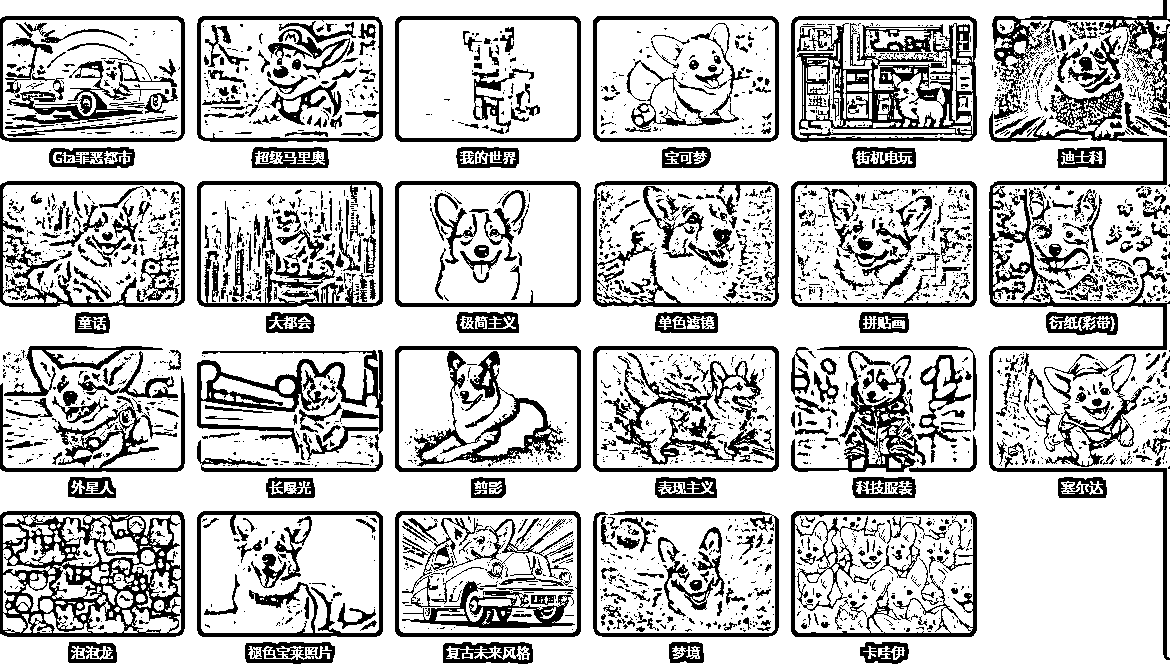 Gta罪恶都市
超级马里奥
我的世界
宝可梦
街机电玩
迪士科
童话
大都会
极简主义
单色滤镜
拼贴画
衍纸(彩带)
外星人
长曝光
剪影
表现主义
科技服装
塞尔达
泡泡龙
褪色宝莱照片
复古未来风格
梦境
卡哇伊